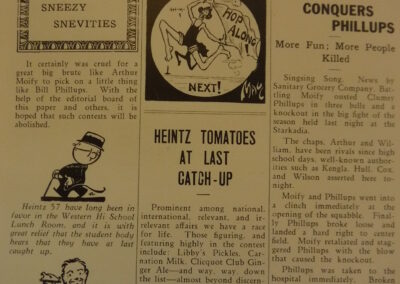 SNEEZY
SNEVITIES
It certainly was cruel for a
great big brute like Arthur
Moify to pick on a little thing
like Bill Phillups. With the
help of the editorial board of
this paper and others, it is
hoped that such contests will be
abolished.
Heintz 57 have long been in
favor in the Western Hi School
Lunch Room, and it is with
great relief that the student body
hears that they have at last
caught up.
HOP
ALONG!
NEXT!
HEINTZ TOMATOES
AT LAST
CATCH-UP
Prominent among national,
international, relevant, and ir-
relevant affairs we have a race
for life. Those figuring, and
featuring highly in the contest
include: Libby's Pickles, Car-
nation Milk, Clicquot Club Gin-
ger Ale—and way, way, down
the list—almost beyond discern-
CONQUERS
PHILLUPS
More Fun; More People
Killed
Singsing Song, News by
Sanitary Grocery Company. Bat-
tling Moify ousted Clumsy
Phillups in three bells and a
knockout in the big fight of the
season held last night at the
Starkadia.
The chaps, Arthur and Wil-
liam, have been rivals since high
school days, well-known author-
ities such as Kengla, Hull, Cox,
and Wilson asserted here to-
night.
Moify and Phillups went into
a clinch immediately at the
opening of the squabble. Final-
ly Phillups broke loose and
landed a hard right to center
field. Moify retaliated and stag-
gered Phillups with the blow
that caused the knockout.
Phillups was taken to the
hospital immediately. Broken